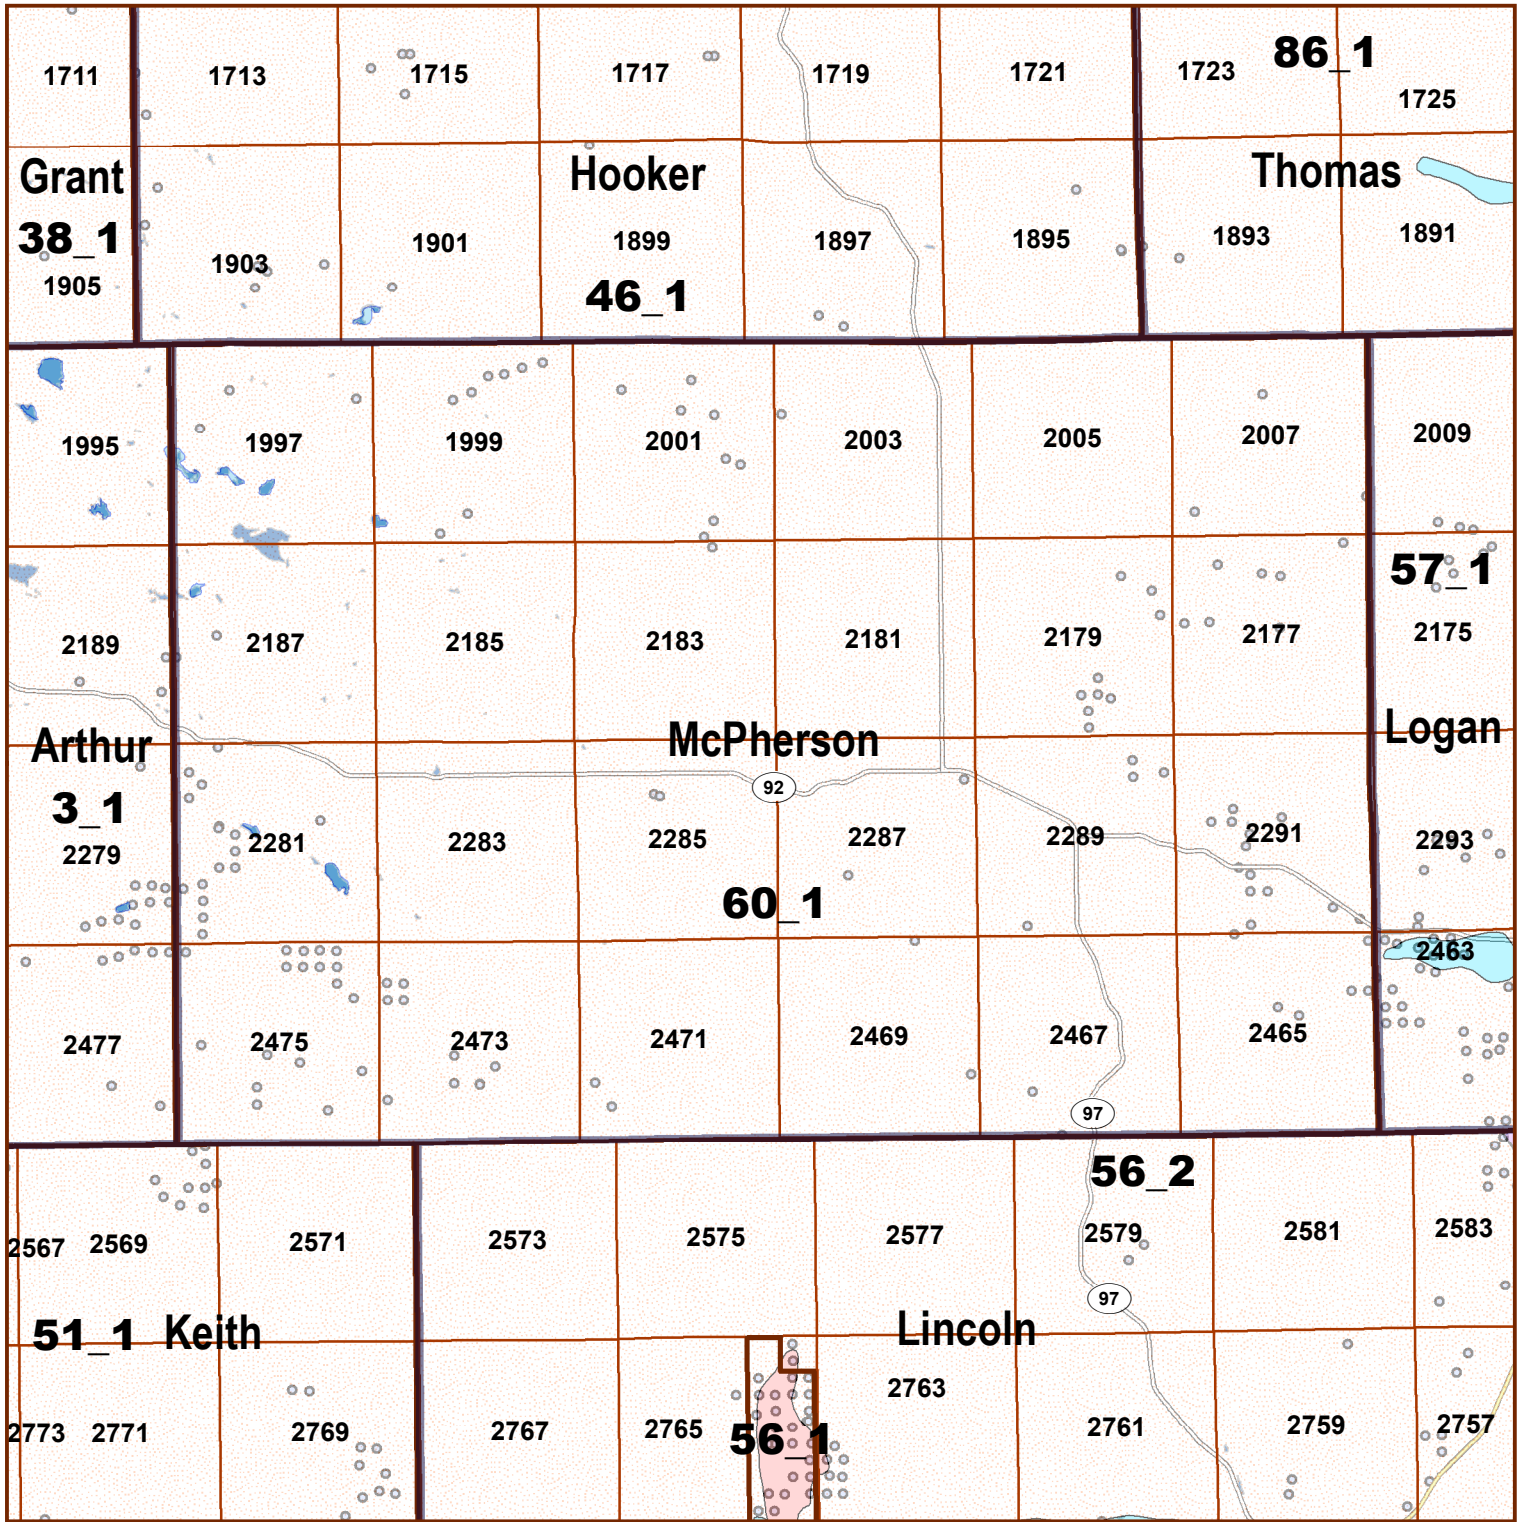 1711 1713 1715 1717 1719 1721 1723 86_1
1725
Grant Hooker Thomas
38_1 1903 1901 1899 1897 1895 1893 1891
1905 46_1
1995 1997 1999 2001 2003 2005 2007 2009
57_1
2189 2187 2185 2183 2181 2179 2177 2175
Arthur McPherson Logan
92
3_1
2279 2281 2283 2285 2287 2289 2291 2293
60_1
2463
2477 2475 2473 2471 2469 2467 2465
97
56_2
2567 2569 2571 2573 2575 2577 2579 2581 2583
97
51_1 Keith Lincoln
2763
2773 2771 2769 2767 2765 56_1 2761 2759 2757